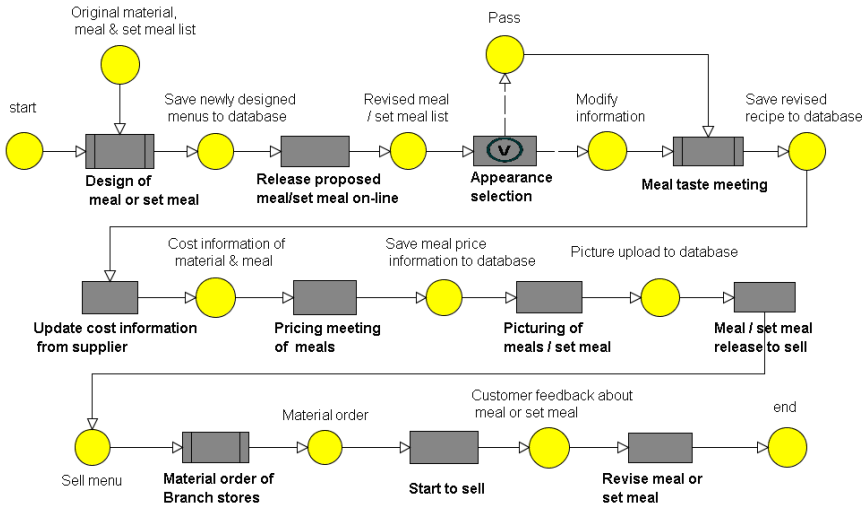 Original material,
meal & set meal list
Pass
start
Save newly designed
menus to database
Revised meal
/ set meal list
Modify
information
Save revised
recipe to database
V
Design of
meal or set meal
Release proposed
meal/set meal on-line
Appearance
selection
Meal taste meeting
Cost information of
material & meal
Save meal price
information to database
Picture upload to database
Update cost information
from supplier
Pricing meeting
of meals
Picturing of
meals / set meal
Meal / set meal
release to sell
Customer feedback about
meal or set meal
Material order
end
Sell menu
Material order of
Branch stores
Start to sell
Revise meal or
set meal